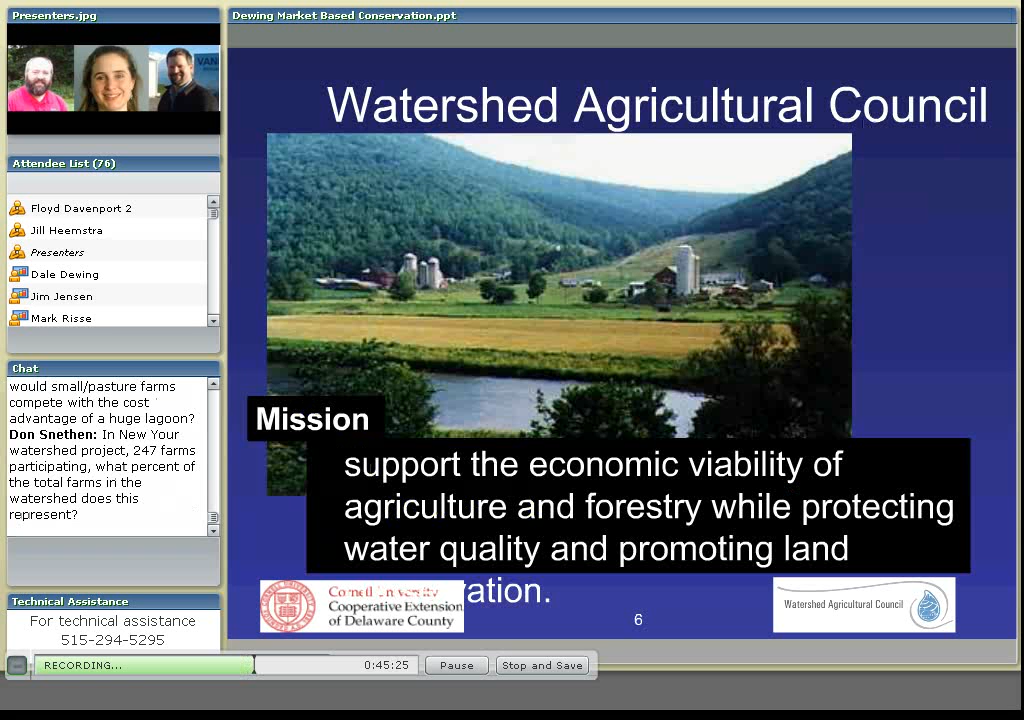 Presenters.jpg
Dewing Market Based Conservation.ppt
VAN
Attendee List (76)
Floyd Davenport 2
Jill Heemstra
Presenters
Dale Dewing
Jim Jensen
Mark Risse
Chat
would small/pasture farms
compete with the cost
advantage of a huge lagoon?
Don Snethen: In New Your
watershed project, 247 farms
participating, what percent of
the total farms in the
watershed does this
represent?
Technical Assistance
For technical assistance
515-294-5295
RECORDING...
0:45:25
Pause
Stop and Save
Watershed Agricultural Council
Mission
support the economic viability of
agriculture and forestry while protecting
water quality and promoting land
vation.
Cornell University
Cooperative Extension
of Delaware County
6
Watershed Agricultural Council